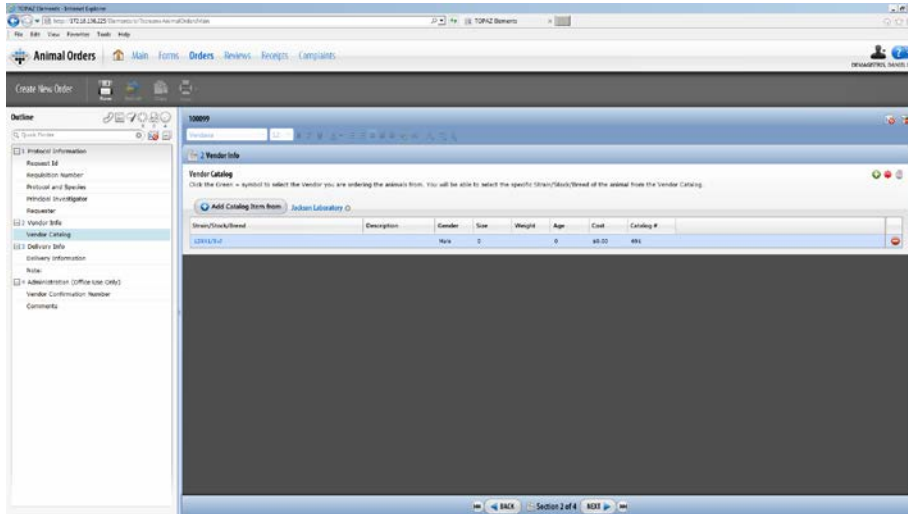 TOPAZ Elements - Internet Explorer
TOPAZ Elements
File Edit View Favorites Tools Help
Animal Orders Main Forms Orders Reviews Receipts Complaints
Create New Order
Save
Outline
100099
Quick Finder
Verdana 12
1 Protocol Information
2 Vendor Info
Request Id
Requisition Number
Vendor Catalog
Protocol and Species
Click the Green + symbol to select the Vendor you are ordering the animals from. You will be able to select the specific Strain/Stock/Breed of the animal from the Vendor Catalog.
Principal Investigator
Requester
Add Catalog Item from Jackson Laboratory
2 Vendor Info
Vendor Catalog
Strain/Stock/Breed Description Gender Size Weight Age Cost Catalog #
3 Delivery Info
Male 0 0 $0.00
Delivery Information
Note:
4 Administration (Office Use Only)
Vendor Confirmation Number
Comments
BACK Section 2 of 4 NEXT